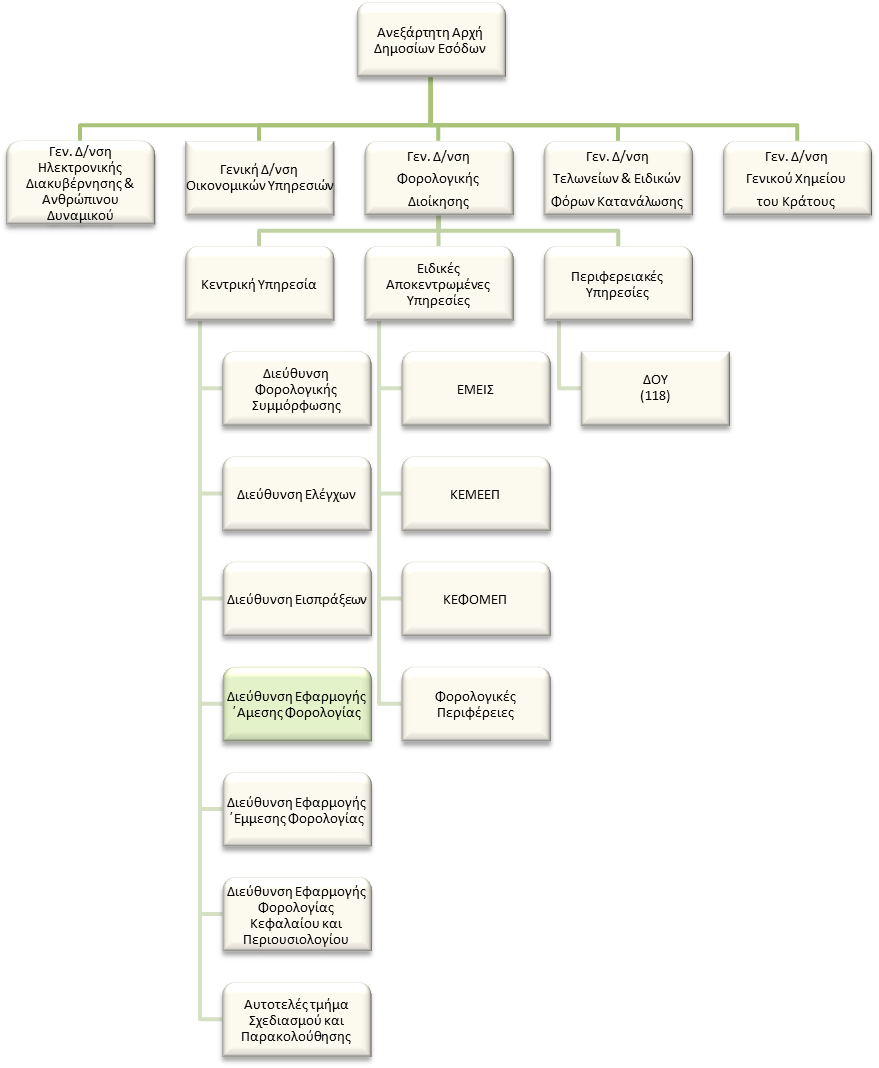 Ανεξάρτητη Αρχή
Δημοσίων Εσόδων
Γεν. Δ/νση
Ηλεκτρονικής
Διακυβέρνησης &
Ανθρώπινου
Δυναμικού
Γενική Δ/νση
Οικονομικών Υπηρεσιών
Γεν. Δ/νση
Φορολογικής
Διοίκησης
Γεν. Δ/νση
Τελωνείων & Ειδικών
Φόρων Κατανάλωσης
Γεν. Δ/νση
Γενικού Χημείου
του Κράτους
Κεντρική Υπηρεσία
Ειδικές
Αποκεντρωμένες
Υπηρεσίες
Περιφερειακές
Υπηρεσίες
Διεύθυνση
Φορολογικής
Συμμόρφωσης
ΕΜΕΙΣ
ΔΟΥ
(118)
Διεύθυνση Ελέγχων
ΚΕΜΕΕΠ
Διεύθυνση Εισπράξεων
ΚΕΦΟΜΕΠ
Διεύθυνση Εφαρμογής
΄Αμεσης Φορολογίας
Φορολογικές
Περιφέρειες
Διεύθυνση Εφαρμογής
΄Εμμεσης Φορολογίας
Διεύθυνση Εφαρμογής
Φορολογίας
Κεφαλαίου και
Περιουσιολογίου
Αυτοτελές τμήμα
Σχεδιασμού και
Παρακολούθησης